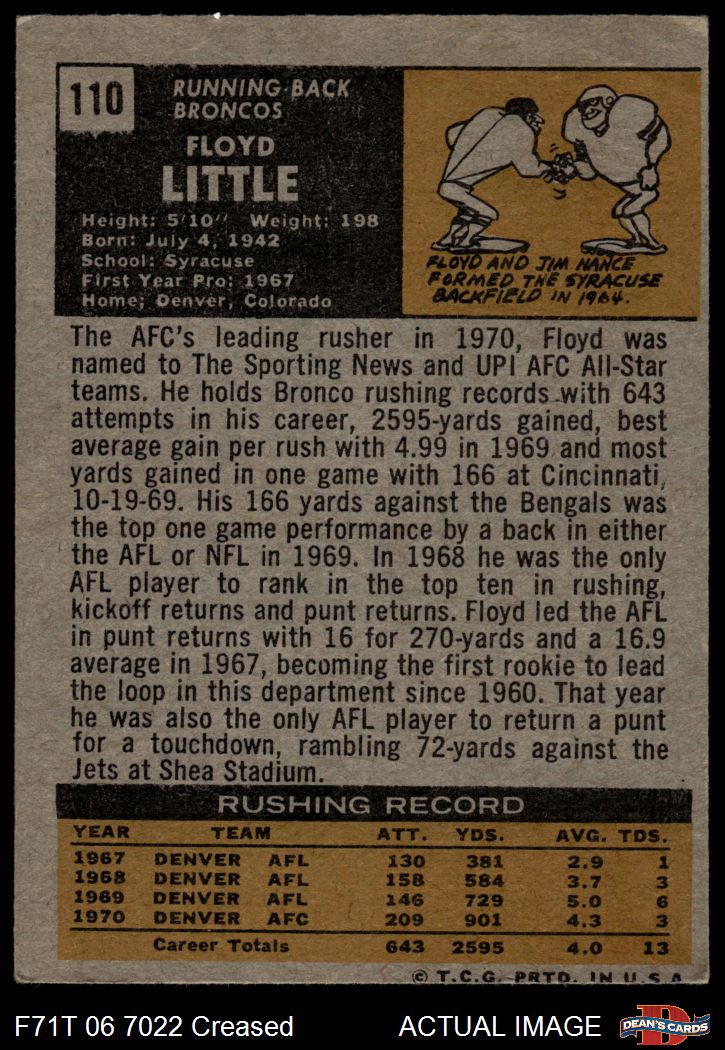 110
RUNNING-BACK
BRONCOS
FLOYD
LITTLE
Height: 5'10" Weight: 198
Born: July 4, 1942
School: Syracuse
First Year Pro: 1967
Home; Denver, Colorado
FLOYD AND JIM NANCE
FORMED THE SYRACUSE
BACKFIELD IN 1964.
The AFC's leading rusher in 1970, Floyd was
named to The Sporting News and UPI AFC All-Star
teams. He holds Bronco rushing records with 643
attempts in his career, 2595-yards gained, best
average gain per rush with 4.99 in 1969 and most
yards gained in one game with 166 at Cincinnati,
10-19-69. His 166 yards against the Bengals was
the top one game performance by a back in either
the AFL or NFL in 1969. In 1968 he was the only
AFL player to rank in the top ten in rushing,
kickoff returns and punt returns. Floyd led the AFL
in punt returns with 16 for 270-yards and a 16.9
average in 1967, becoming the first rookie to lead
the loop in this department since 1960. That year
he was also the only AFL player to return a punt
for a touchdown, rambling 72-yards against the
Jets at Shea Stadium.
RUSHING RECORD
YEAR TEAM ATT. YDS. AVG. TDS.
1967 DENVER AFL 130 381 2.9 1
1968 DENVER AFL 158 584 3.7 3
1969 DENVER AFL 146 729 5.0 6
1970 DENVER AFC 209 901 4.3 3
Career Totals 643 2595 4.0 13
© T.C.G. PRTD. IN U.S.A
F71T 06 7022 Creased ACTUAL IMAGE
D
DEAN'S CARDS